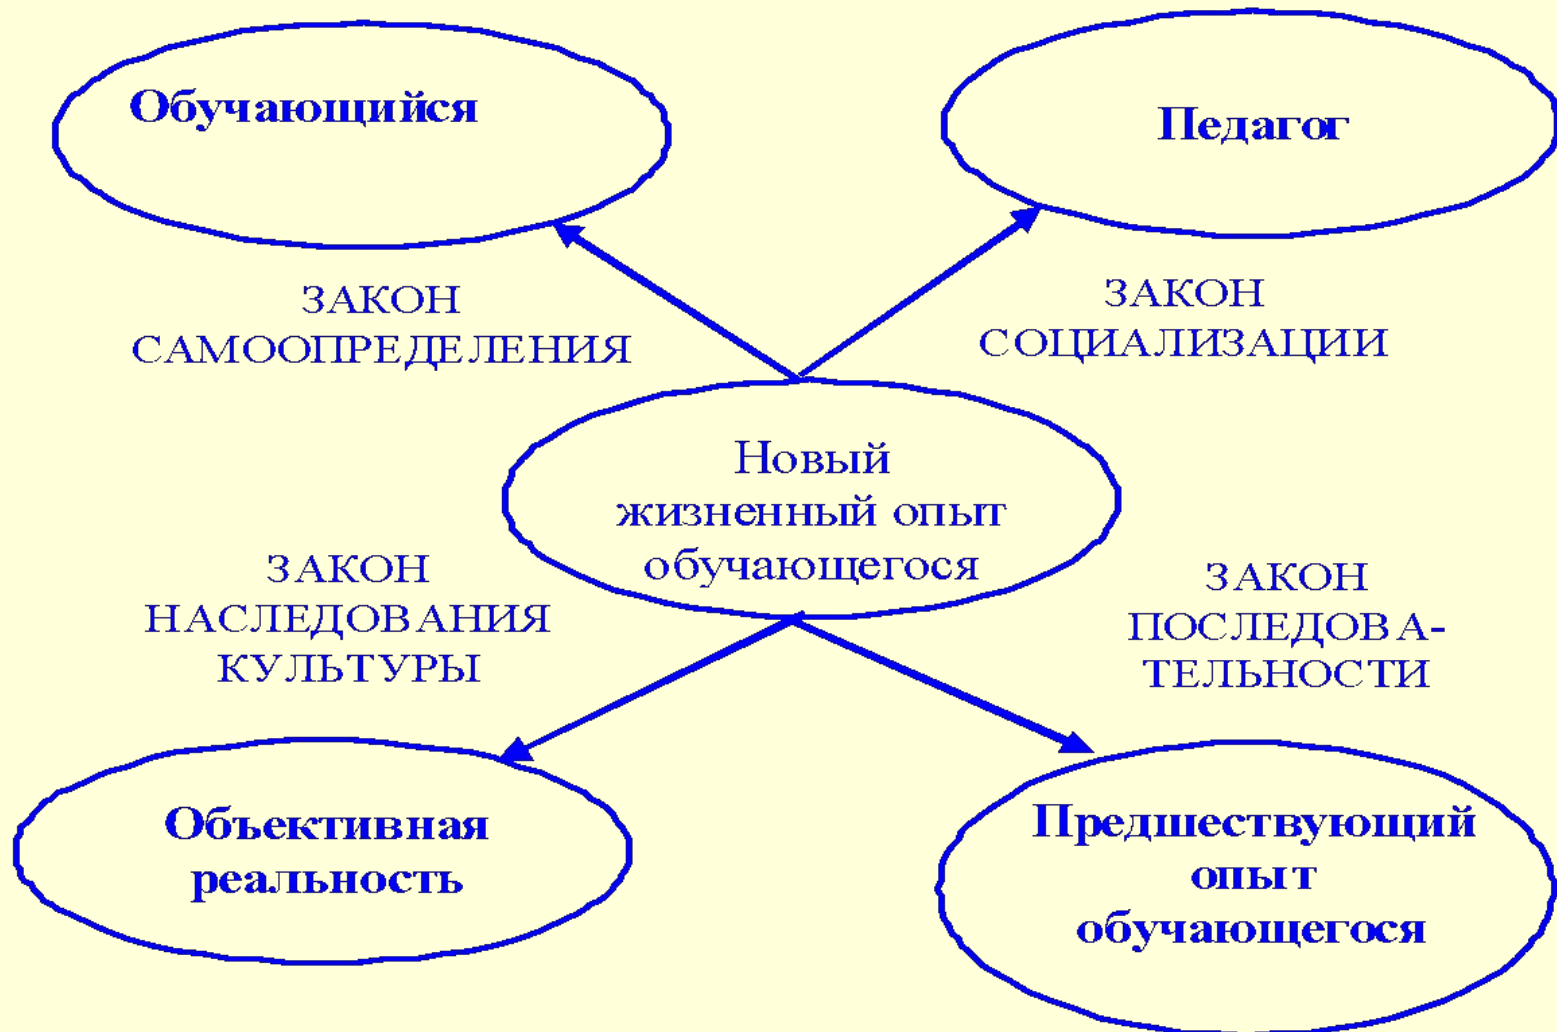 Обучающийся
Педагог
ЗАКОН
САМООПРЕДЕЛЕНИЯ
ЗАКОН
СОЦИАЛИЗАЦИИ
Новый
жизненный опыт
обучающегося
ЗАКОН
НАСЛЕДОВАНИЯ
КУЛЬТУРЫ
ЗАКОН
ПОСЛЕДОВА-
ТЕЛЬНОСТИ
Объективная
реальность
Предшествующий
опыт
обучающегося